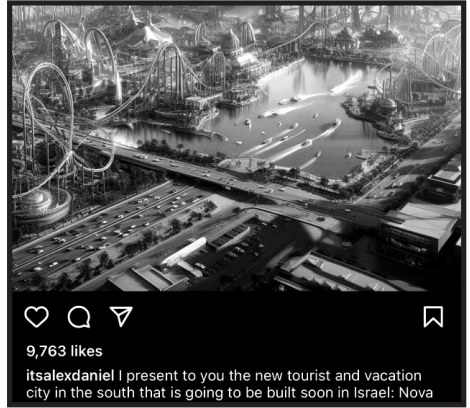 9,763 likes
itsalexdaniel I present to you the new tourist and vacation
city in the south that is going to be built soon in Israel: Nova